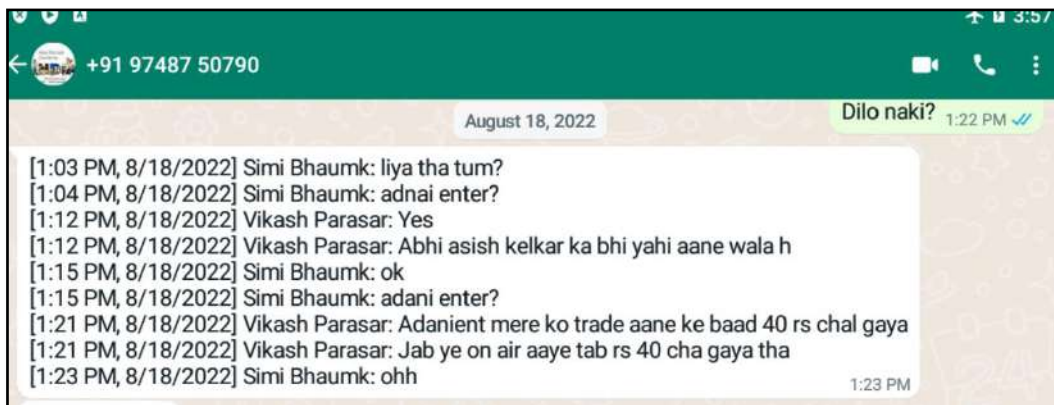 3:57
+91 97487 50790
August 18, 2022
Dilo naki? 1:22 PM
[1:03 PM, 8/18/2022] Simi Bhaumk: liya tha tum?
[1:04 PM, 8/18/2022] Simi Bhaumk: adnai enter?
[1:12 PM, 8/18/2022] Vikash Parasar: Yes
[1:12 PM, 8/18/2022] Vikash Parasar: Abhi asish kelkar ka bhi yahi aane wala h
[1:15 PM, 8/18/2022] Simi Bhaumk: ok
[1:15 PM, 8/18/2022] Simi Bhaumk: adani enter?
[1:21 PM, 8/18/2022] Vikash Parasar: Adanient mere ko trade aane ke baad 40 rs chal gaya
[1:21 PM, 8/18/2022] Vikash Parasar: Jab ye on air aaye tab rs 40 cha gaya tha
[1:23 PM, 8/18/2022] Simi Bhaumk: ohh
1:23 PM